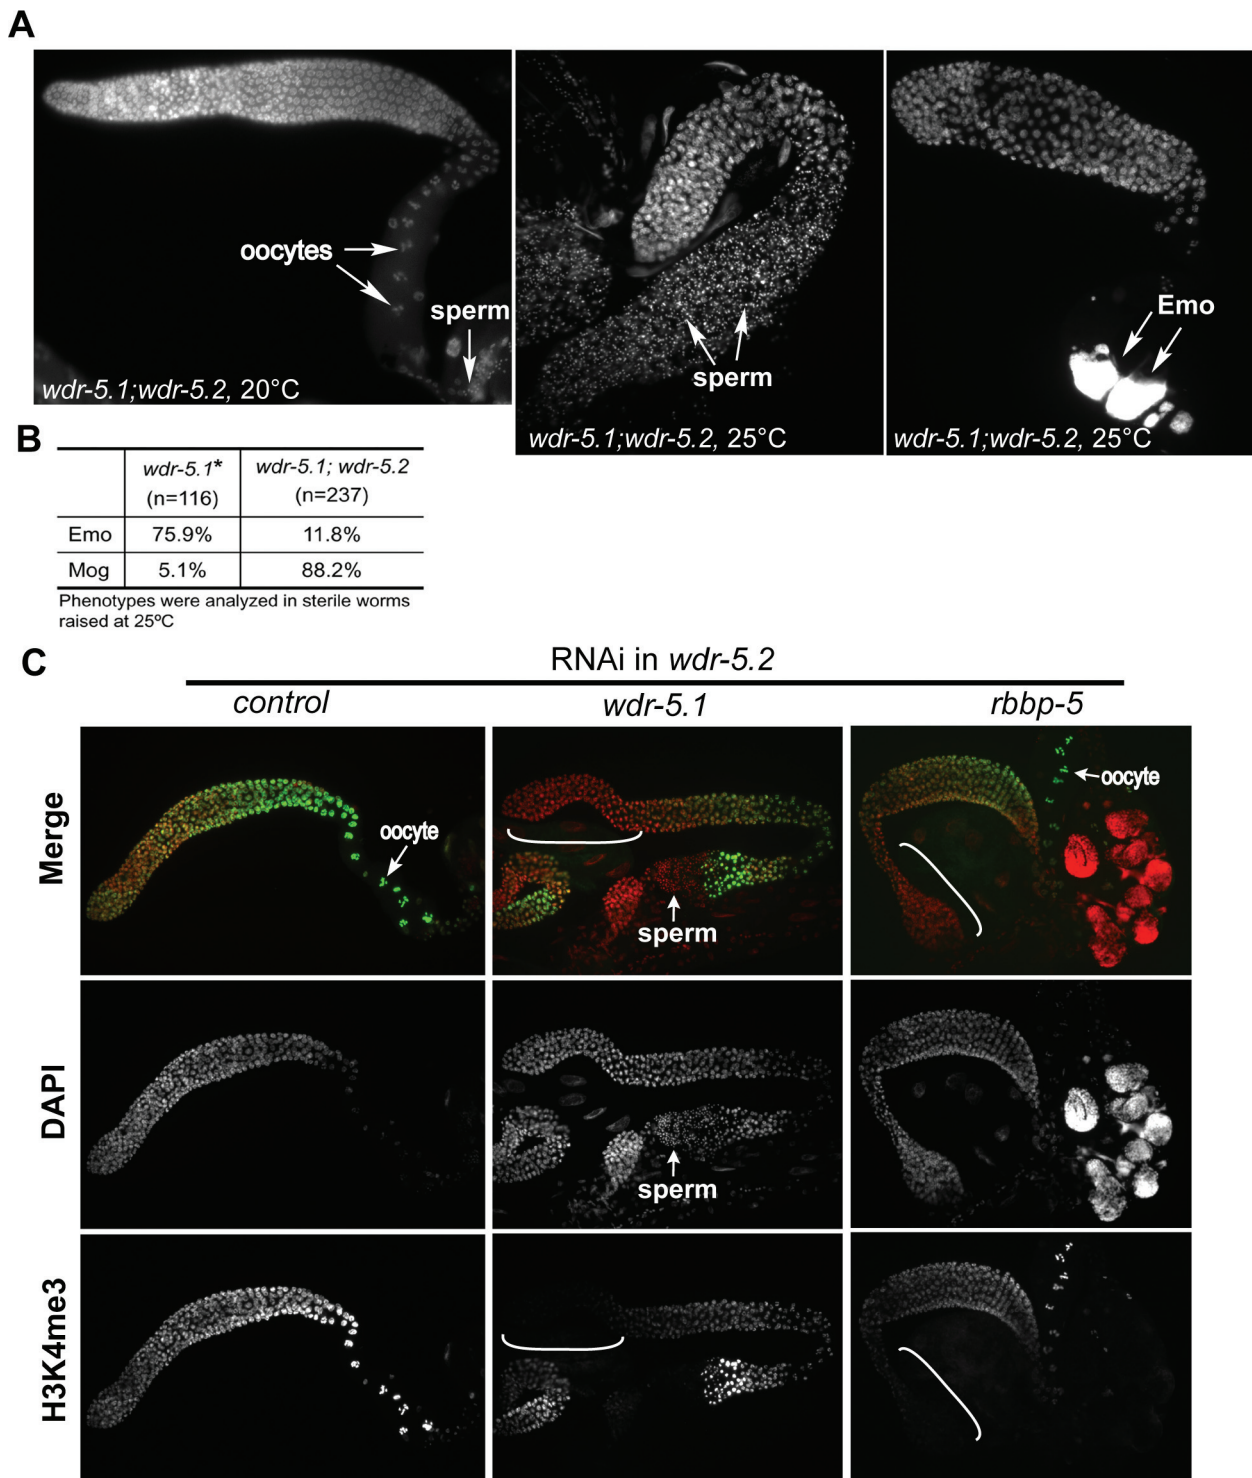 A
oocytes
sperm
wdr-5.1;wdr-5.2, 20°C
sperm
wdr-5.1;wdr-5.2, 25°C
Emo
wdr-5.1;wdr-5.2, 25°C
B
wdr-5.1* wdr-5.1; wdr-5.2
(n=116) (n=237)
Emo 75.9% 11.8%
Mog 5.1% 88.2%
Phenotypes were analyzed in sterile worms
raised at 25ºC
C
RNAi in wdr-5.2
control wdr-5.1 rbbp-5
Merge
oocyte
sperm
oocyte
DAPI
sperm
H3K4me3